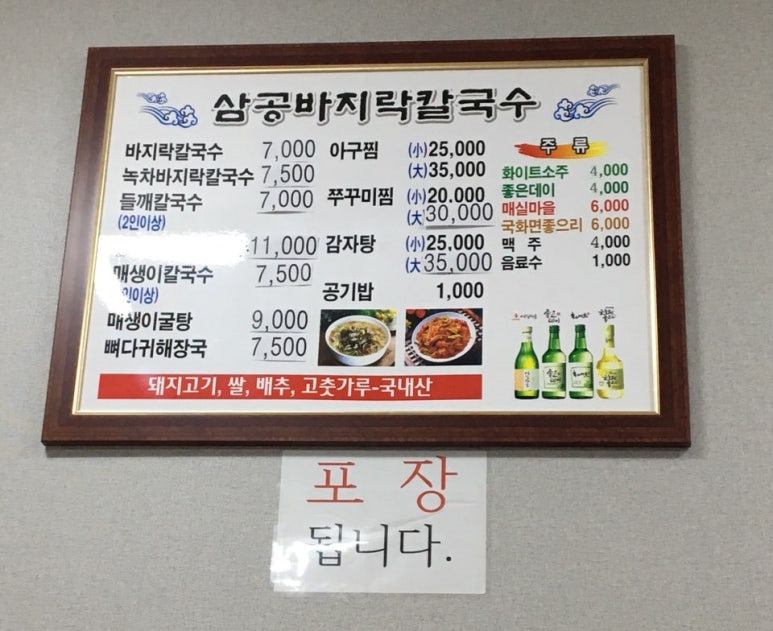 삼공바지락칼국수
바지락칼국수 7,000
녹차바지락칼국수 7,500
들깨칼국수 7,000
(2인이상)
11,000
매생이칼국수 7,500
인이상)
매생이굴탕 9,000
뼈다귀해장국 7,500
아구찜 (小) 25,000
(大) 35,000
쭈꾸미찜 (小) 20.000
(大) 30,000
감자탕 (小) 25,000
(大) 35,000
공기밥 1,000
주 류
화이트소주 4,000
좋은데이 4,000
매실마을 6,000
국화면좋으리 6,000
맥 주 4,000
음료수 1,000
돼지고기, 쌀, 배추, 고춧가루-국내산
포 장
됩니다.